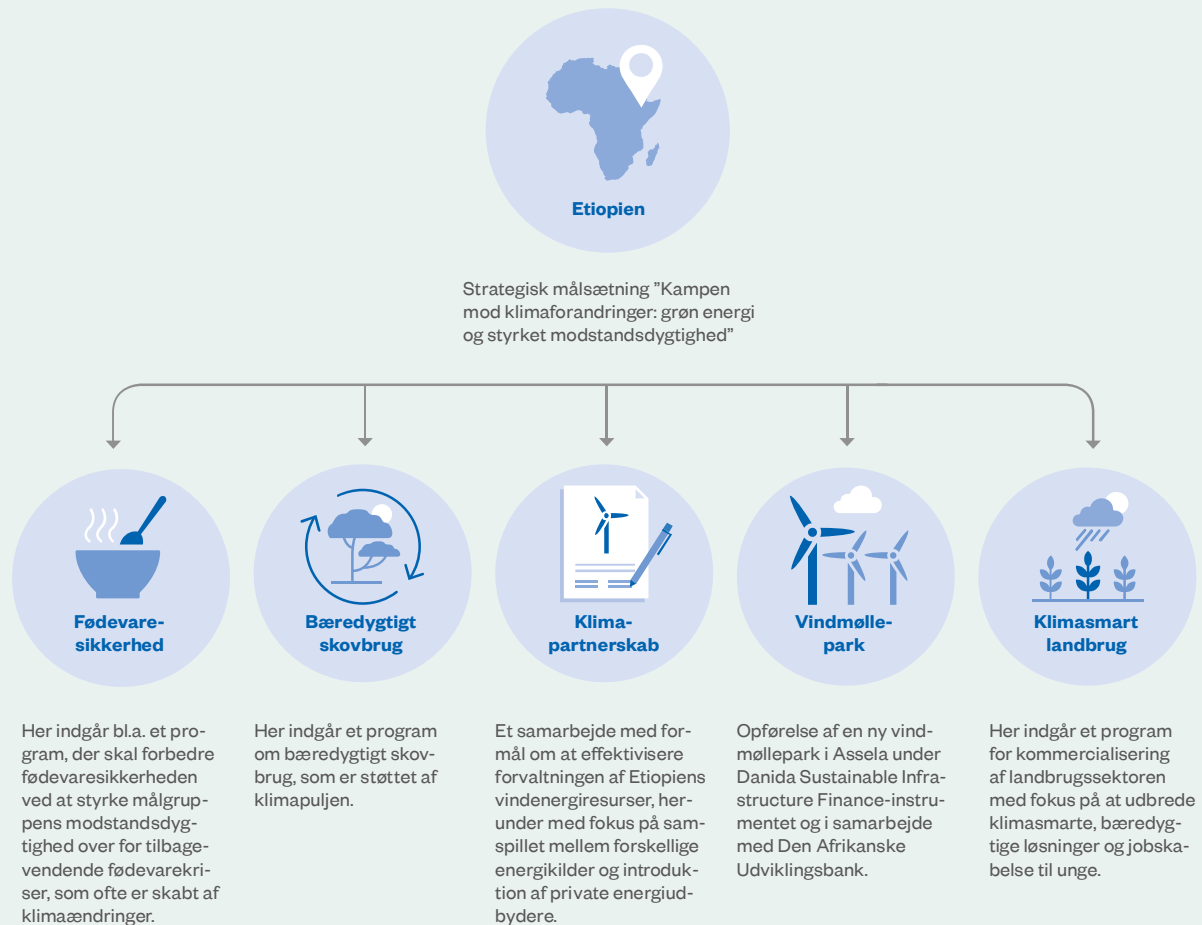 Etiopien
Strategisk målsætning ”Kampen
mod klimaforandringer: grøn energi
og styrket modstandsdygtighed”
Fødevare-
sikkerhed
Her indgår bl.a. et pro-
gram, der skal forbedre
fødevaresikkerheden
ved at styrke målgrup-
pens modstandsdyg-
tighed over for tilbage-
vendende fødevarekri-
ser, som ofte er skabt af
klimaændringer.
Bæredygtigt
skovbrug
Her indgår et program
om bæredygtigt skov-
brug, som er støttet af
klimapuljen.
Klima-
partnerskab
Et samarbejde med for-
mål om at effektivisere
forvaltningen af Etiopiens
vindenergiresurser, her-
under med fokus på sam-
spillet mellem forskellige
energikilder og introduk-
tion af private energiud-
bydere.
Vindmølle-
park
Opførelse af en ny vind-
møllepark i Assela under
Danida Sustainable Infra-
structure Finance-instru-
mentet og i samarbejde
med Den Afrikanske
Udviklingsbank.
Klimasmart
landbrug
Her indgår et program
for kommercialisering
af landbrugssektoren
med fokus på at udbrede
klimasmarte, bæredyg-
tige løsninger og jobska-
belse til unge.